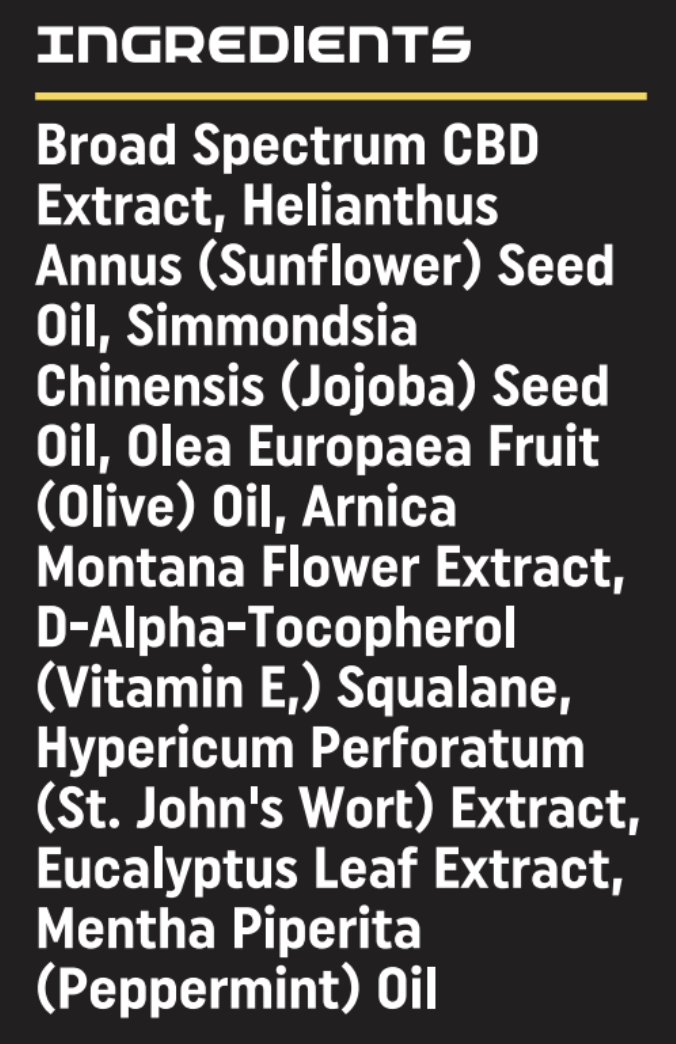 INGREDIENTS
Broad Spectrum CBD
Extract, Helianthus
Annus (Sunflower) Seed
Oil, Simmondsia
Chinensis (Jojoba) Seed
Oil, Olea Europaea Fruit
(Olive) Oil, Arnica
Montana Flower Extract,
D-Alpha-Tocopherol
(Vitamin E,) Squalane,
Hypericum Perforatum
(St. John's Wort) Extract,
Eucalyptus Leaf Extract,
Mentha Piperita
(Peppermint) Oil